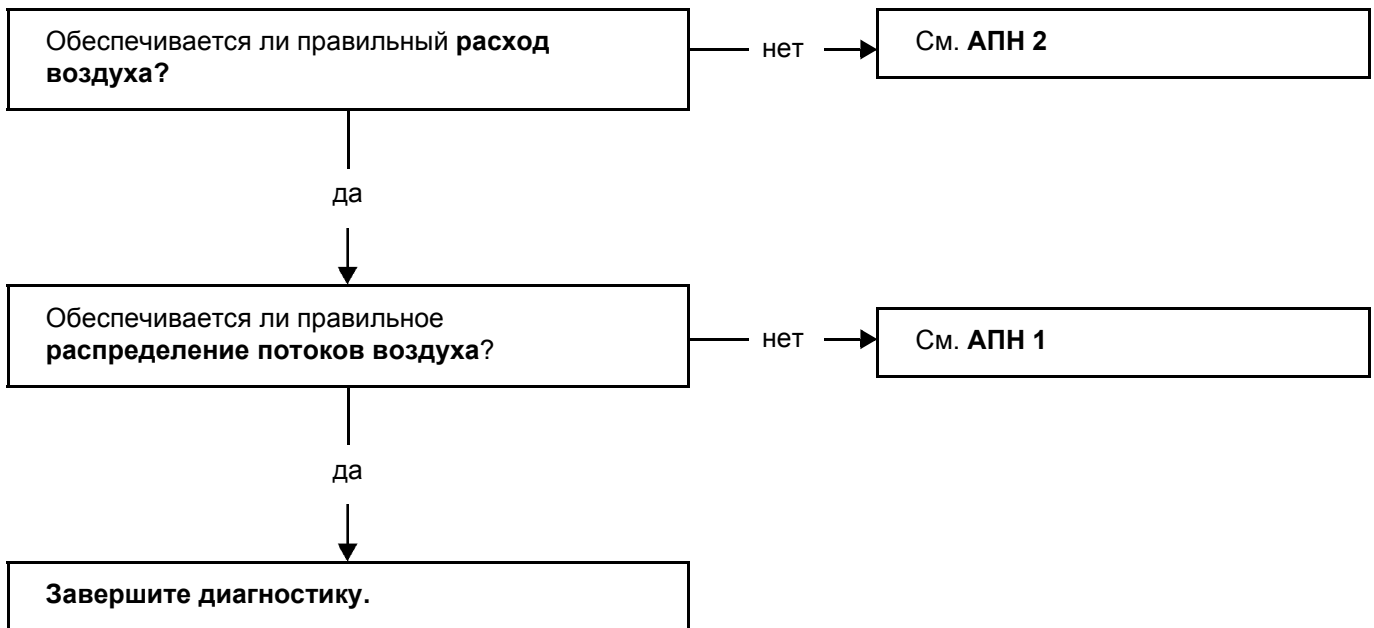 Обеспечивается ли правильный расход
воздуха?
нет
См. АПН 2
да
Обеспечивается ли правильное
распределение потоков воздуха?
нет
См. АПН 1
да
Завершите диагностику.